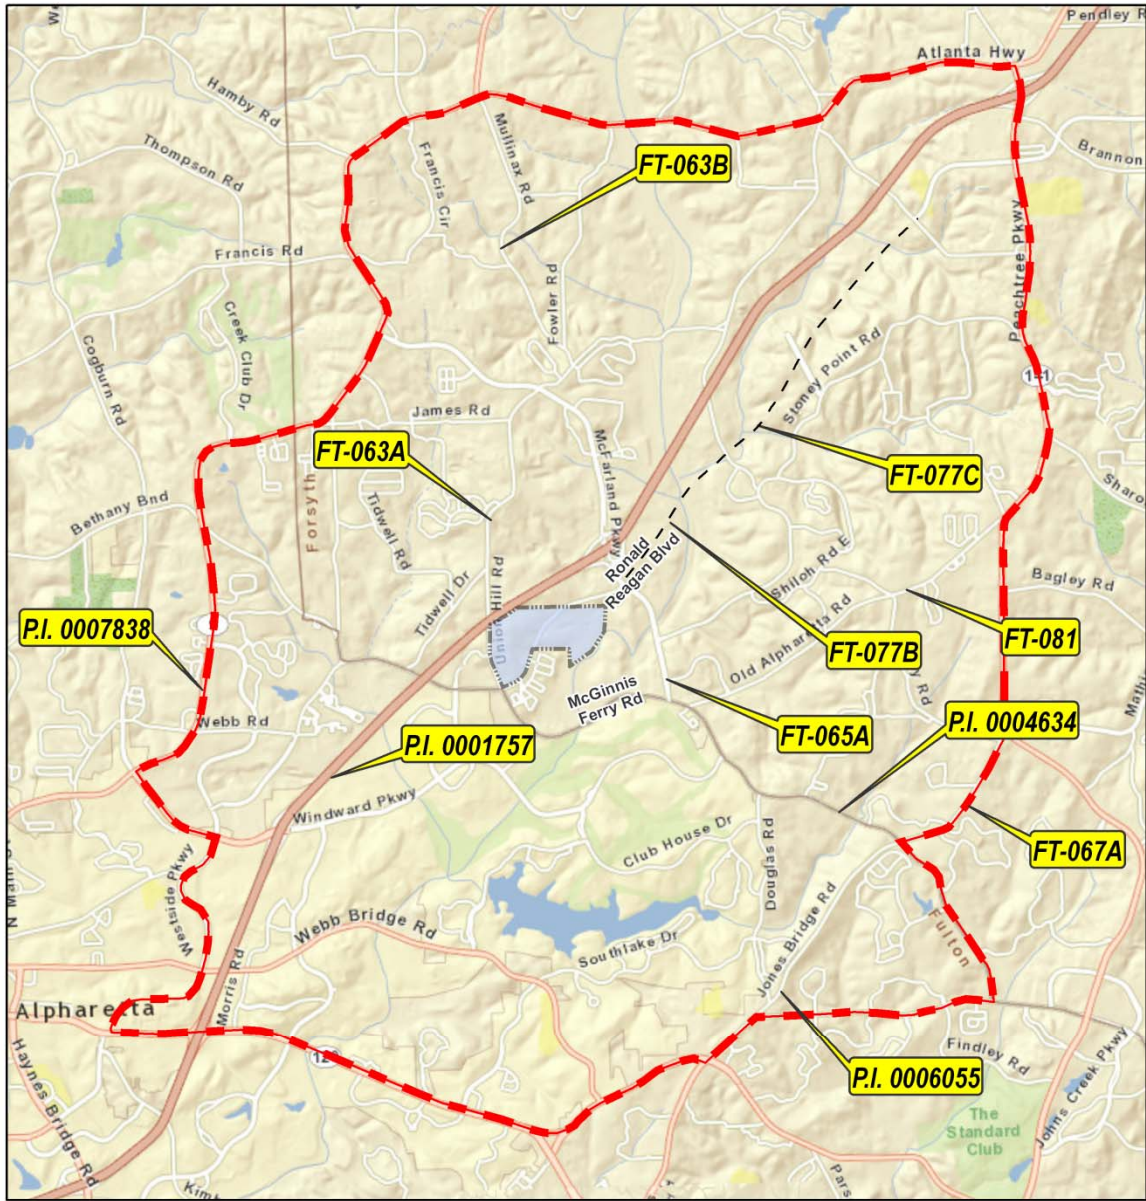 Pendley R
Atlanta Hwy
Hamby Rd
Mullinax Rd
Thompson Rd
Francis Cir
FT-063B
Brannon
Francis Rd
Peachtree Pkwy
Fowler Rd
Creek Club Dr
Cogburn Rd
Stoney Point Rd
141
James Rd
McFarland Pkwy
FT-063A
FT-077C
Sharo
Bethany Bnd
Forsyth
Tidwell Rd
Ronald
Reagan Blvd
Shiloh Rd E
Bagley Rd
Tidwell Dr
Union Hill Rd
Old Alpharetta Rd
FT-081
P.I. 0007838
FT-077B
McGinnis
Ferry Rd
Webb Rd
P.I. 0001757
FT-065A
P.I. 0004634
Windward Pkwy
Club House Dr
Douglas Rd
FT-067A
Westside Pkwy
Webb Bridge Rd
Southlake Dr
Jones Bridge Rd
Fulton
Morris Rd
Alpharetta
Findley Rd
P.I. 0006055
Haynes Bridge Rd
Johns Creek Pkwy
The
Standard
Club